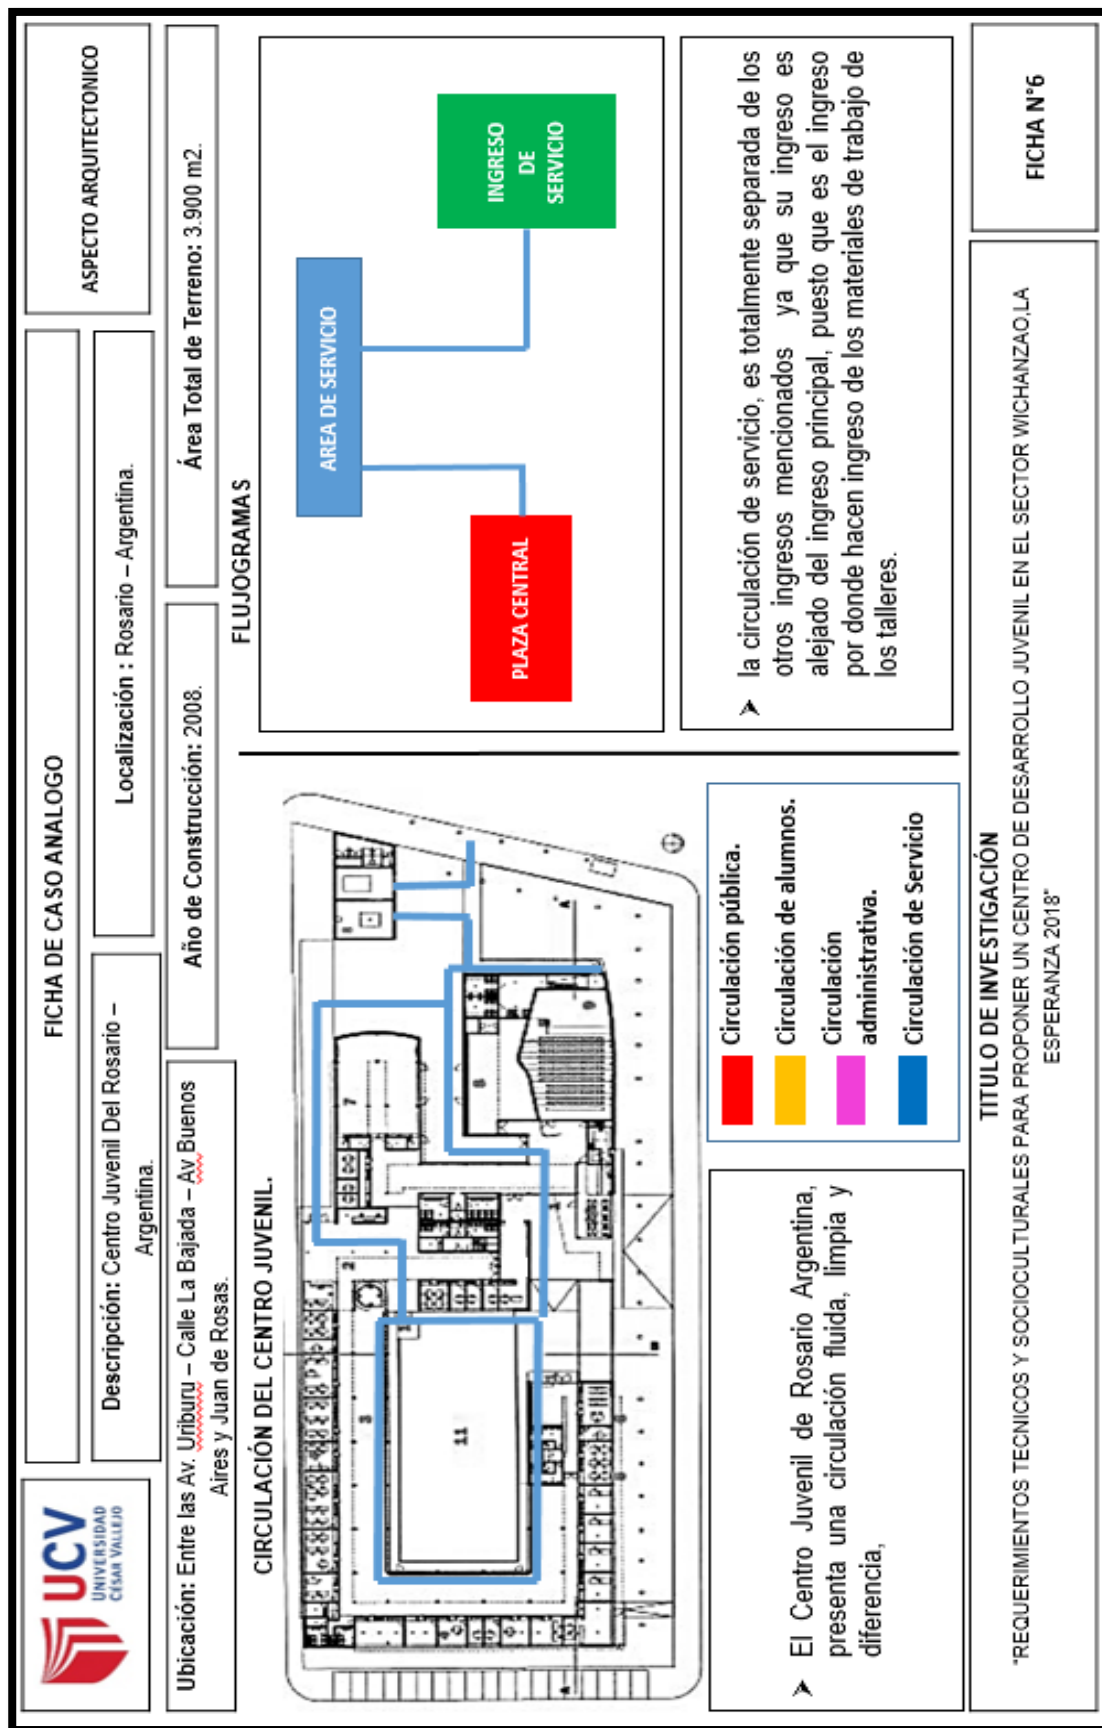 UCV
UNIVERSIDAD
CÉSAR VALLEJO
FICHA DE CASO ANALOGO
ASPECTO ARQUITECTONICO
Descripción: Centro Juvenil Del Rosario –
Argentina.
Localización : Rosario – Argentina.
Ubicación: Entre las Av. Uriburu – Calle La Bajada – Av Buenos
Aires y Juan de Rosas.
Año de Construcción: 2008.
Área Total de Terreno: 3.900 m2.
CIRCULACIÓN DEL CENTRO JUVENIL.
7
8
9
2
3
11
6
A
A
FLUJOGRAMAS
AREA DE SERVICIO
PLAZA CENTRAL
INGRESO
DE
SERVICIO
➤ El Centro Juvenil de Rosario Argentina,
presenta una circulación fluida, limpia y
diferencia,
Circulación pública.
Circulación de alumnos.
Circulación
administrativa.
Circulación de Servicio
➤ la circulación de servicio, es totalmente separada de los
otros ingresos mencionados ya que su ingreso es
alejado del ingreso principal, puesto que es el ingreso
por donde hacen ingreso de los materiales de trabajo de
los talleres.
TITULO DE INVESTIGACIÓN
"REQUERIMIENTOS TECNICOS Y SOCIOCULTURALES PARA PROPONER UN CENTRO DE DESARROLLO JUVENIL EN EL SECTOR WICHANZAO,LA
ESPERANZA 2018"
FICHA N°6